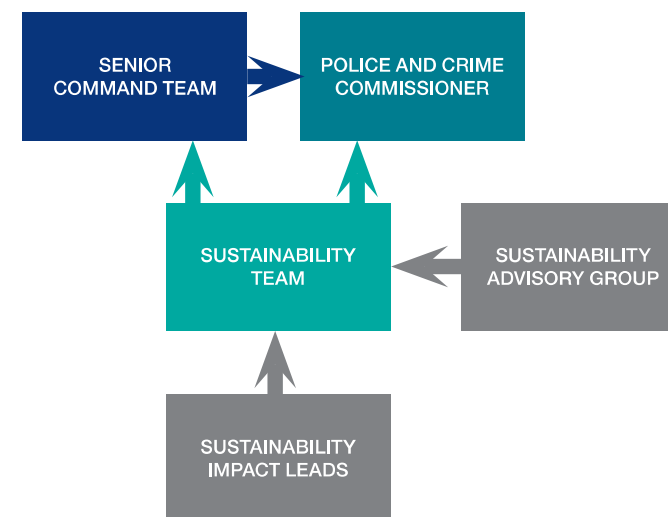 SENIOR
COMMAND TEAM
POLICE AND CRIME
COMMISSIONER
SUSTAINABILITY
TEAM
SUSTAINABILITY
ADVISORY GROUP
SUSTAINABILITY
IMPACT LEADS